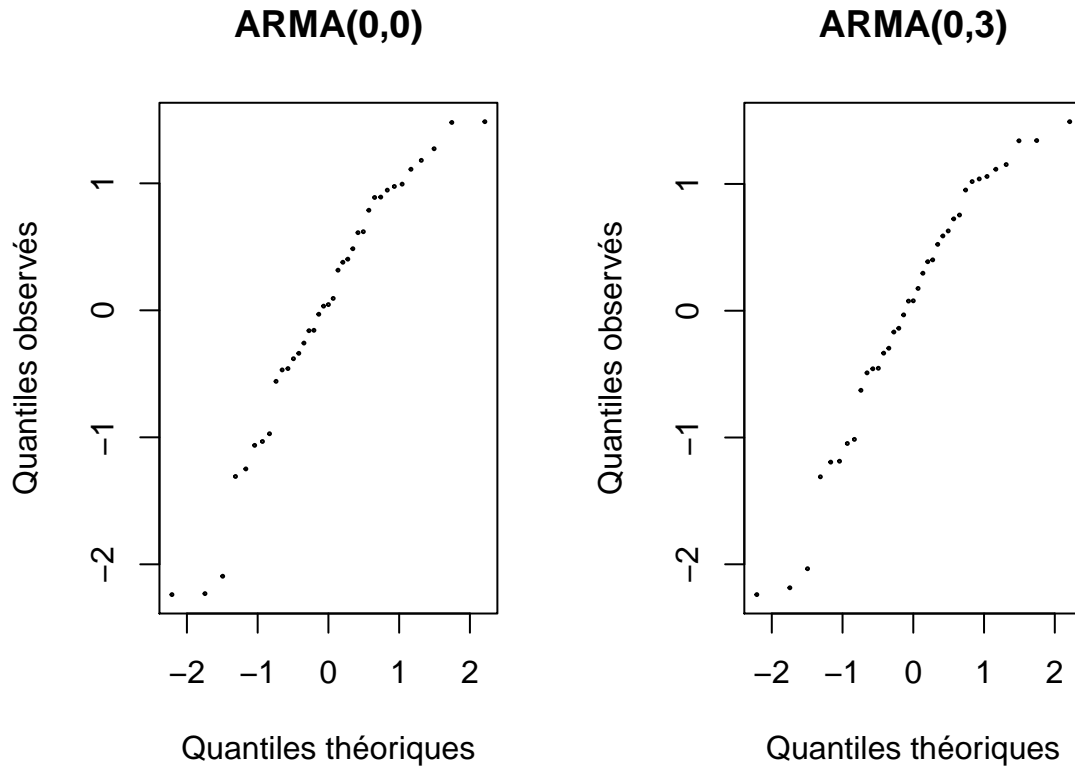 ARMA(0,0)
Quantiles observés
1
0
−1
−2
−2 −1 0 1 2
Quantiles théoriques
ARMA(0,3)
Quantiles observés
1
0
−1
−2
−2 −1 0 1 2
Quantiles théoriques